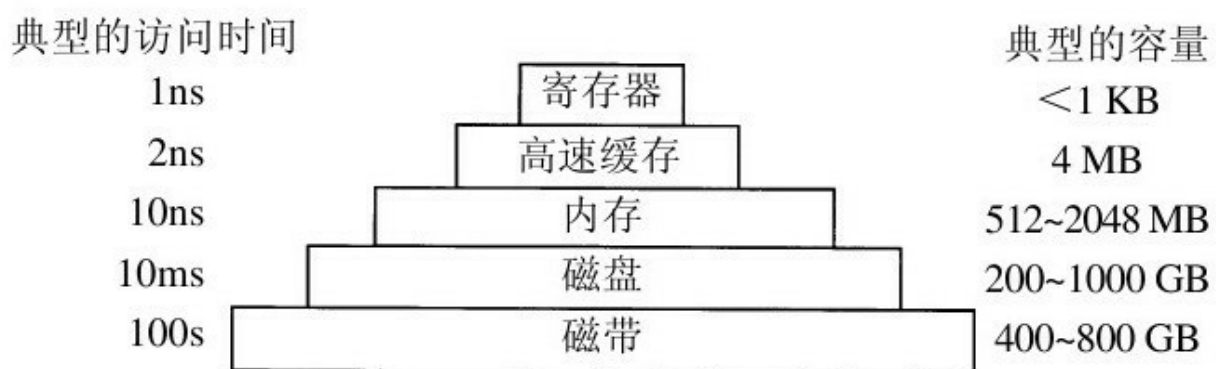 典型的访问时间 典型的容量
1ns 寄存器 <1 KB
2ns 高速缓存 4 MB
10ns 内存 512~2048 MB
10ms 磁盘 200~1000 GB
100s 磁带 400~800 GB